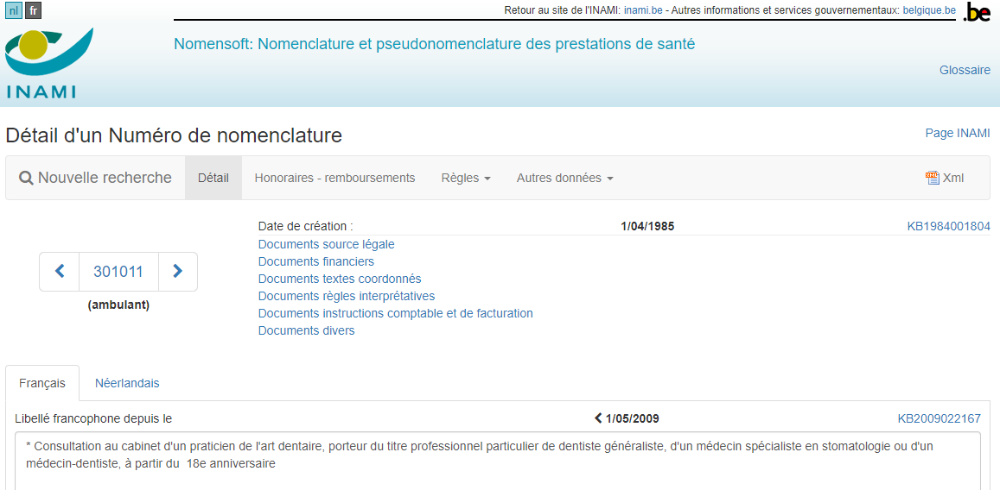 nl fr
Retour au site de l'INAMI: inami.be - Autres informations et services gouvernementaux: belgique.be
.be
Nomensoft: Nomenclature et pseudonomenclature des prestations de santé
Glossaire
INAMI
Détail d'un Numéro de nomenclature
Page INAMI
Nouvelle recherche Détail Honoraires - remboursements Règles Autres données Xml
Date de création : 1/04/1985 KB1984001804
Documents source légale
Documents financiers
Documents textes coordonnés
Documents règles interprétatives
Documents instructions comptable et de facturation
Documents divers
301011
(ambulant)
Français Néerlandais
Libellé francophone depuis le 1/05/2009 KB2009022167
* Consultation au cabinet d'un praticien de l'art dentaire, porteur du titre professionnel particulier de dentiste généraliste, d'un médecin spécialiste en stomatologie ou d'un
médecin-dentiste, à partir du  18e anniversaire